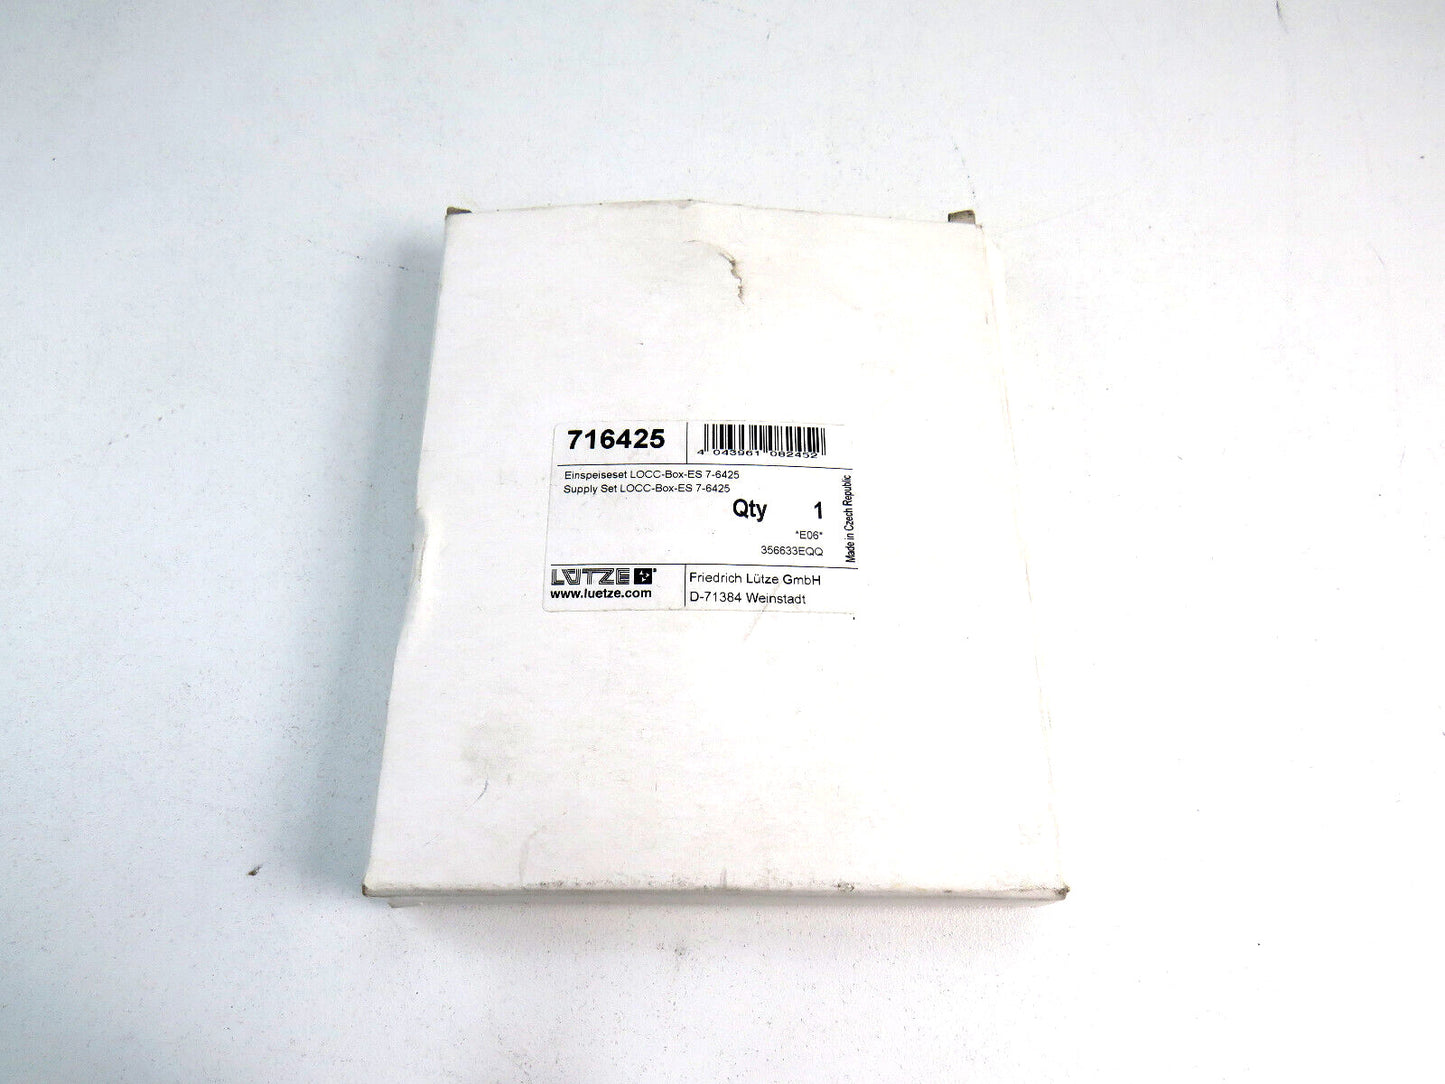 716425
4 043961 082452
Einspeiseset LOCC-Box-ES 7-6425
Supply Set LOCC-Box-ES 7-6425
Qty 1
*E06*
356633EQQ
Made in Czech Republic
LÜTZE
www.luetze.com
Friedrich Lütze GmbH
D-71384 Weinstadt